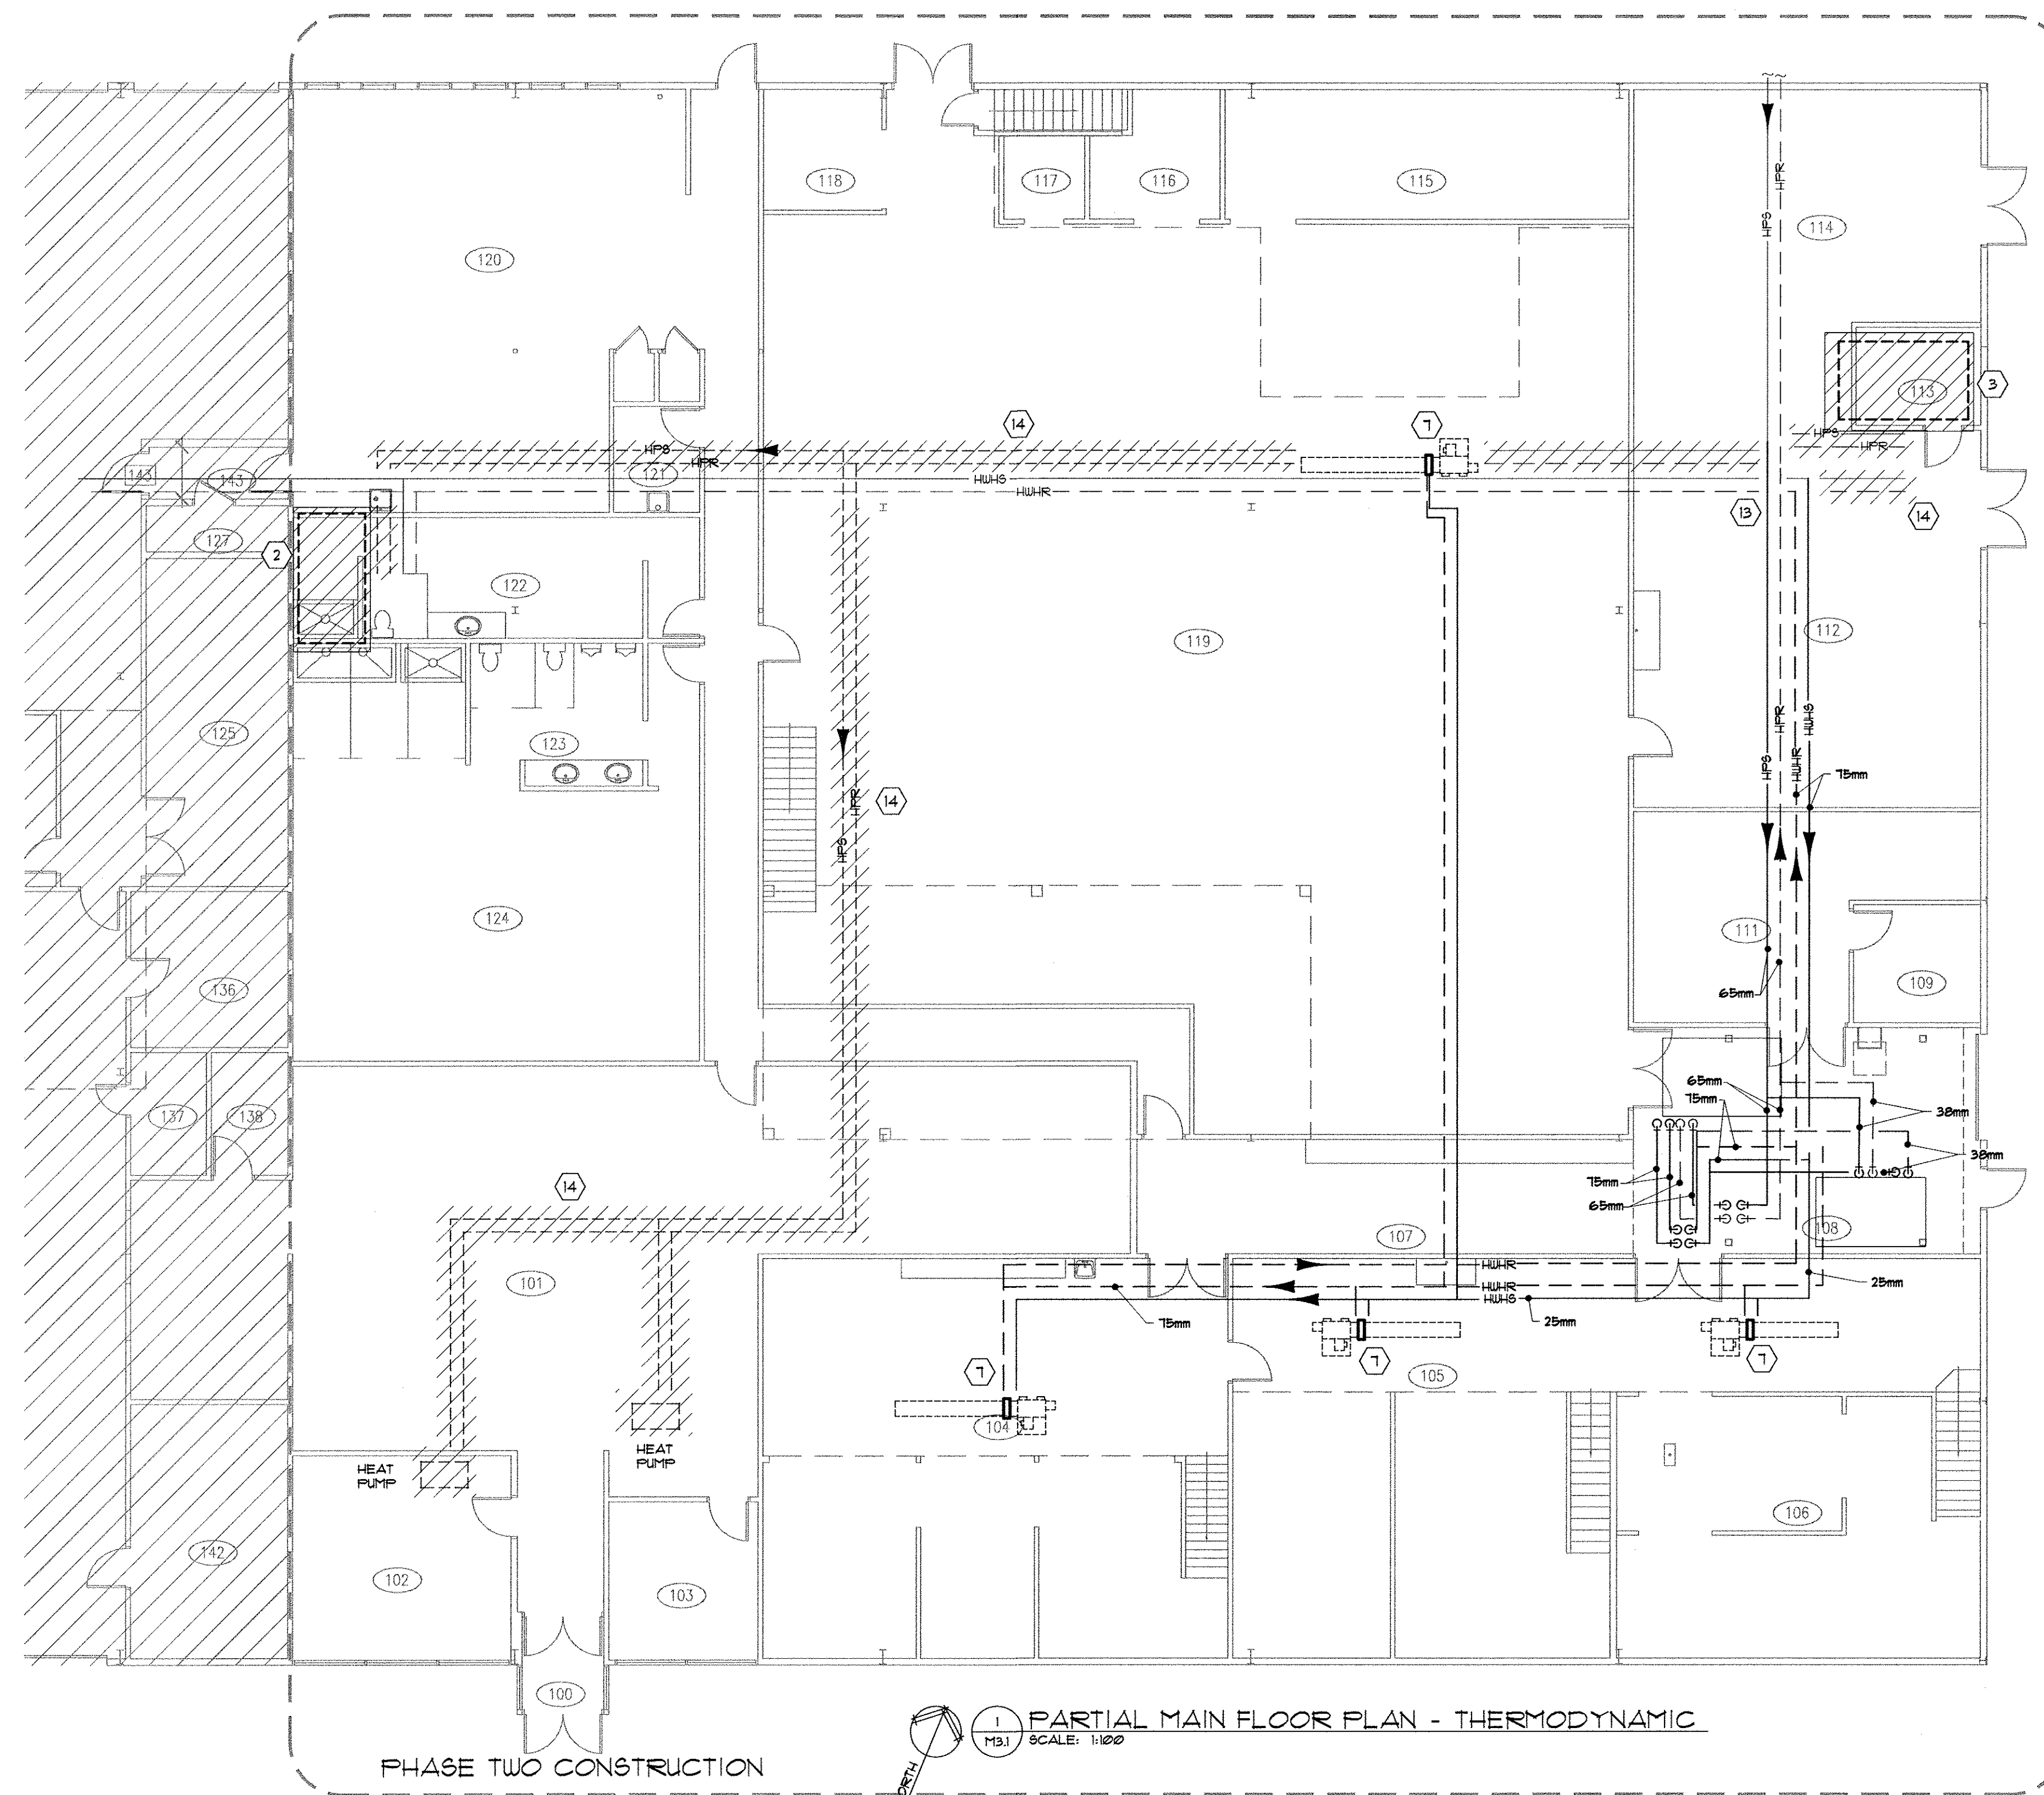 118
117
116
115
HPS
HPR
114
120
113
3
14
7
HPS
HPR
121
HPS
HPR
HWHS
HWHR
143
143
13
14
127
2
122
112
119
125
HPS
HPR
HWHR
HWHS
123
75mm
HPS
HPR
14
124
111
136
65mm
109
65mm
75mm
38mm
137
138
38mm
75mm
65mm
14
108
107
101
HWHR
HWHR
HWHS
25mm
75mm
25mm
7
7
7
105
104
HEAT
PUMP
HEAT
PUMP
106
142
102
103
100
1
M3.1
PARTIAL MAIN FLOOR PLAN - THERMODYNAMIC
SCALE: 1:100
PHASE TWO CONSTRUCTION